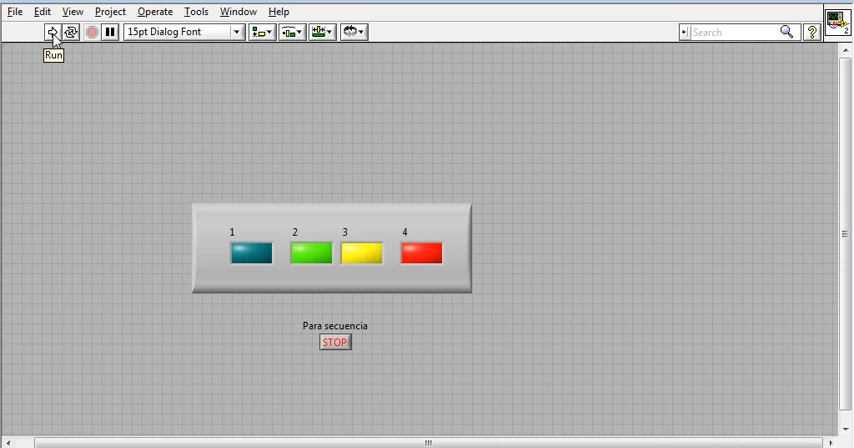 File Edit View Project Operate Tools Window Help
15pt Dialog Font Search ? 2
Run
1 2 3 4
Para secuencia
STOP